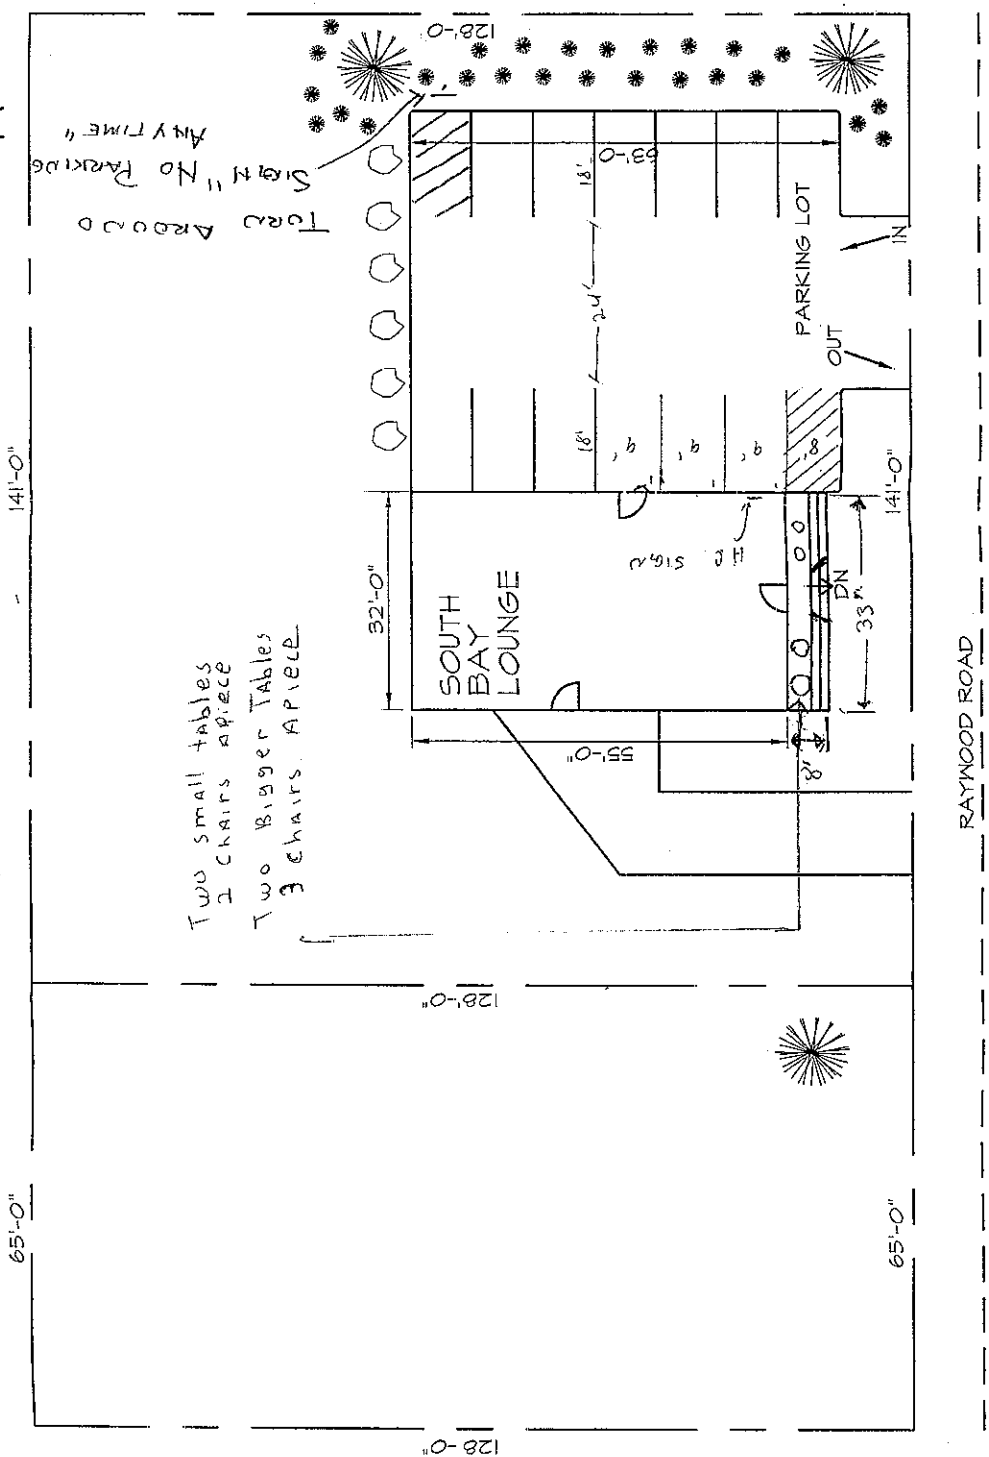 128'-0"
SIGN "NO PARKING
ANY TIME"
TURN AROUND
63'-0"
18'
24'
18'
9'
9'
9'
8'
PARKING LOT
IN
OUT
141'-0"
141'-0"
32'-0"
SOUTH
BAY
LOUNGE
H.C. SIGN
DN
33'
55'-0"
8'
Two small tables
2 Chairs apiece
Two Bigger Tables
3 Chairs. Apiece
RAYWOOD ROAD
128'-0"
65'-0"
65'-0"
128'-0"